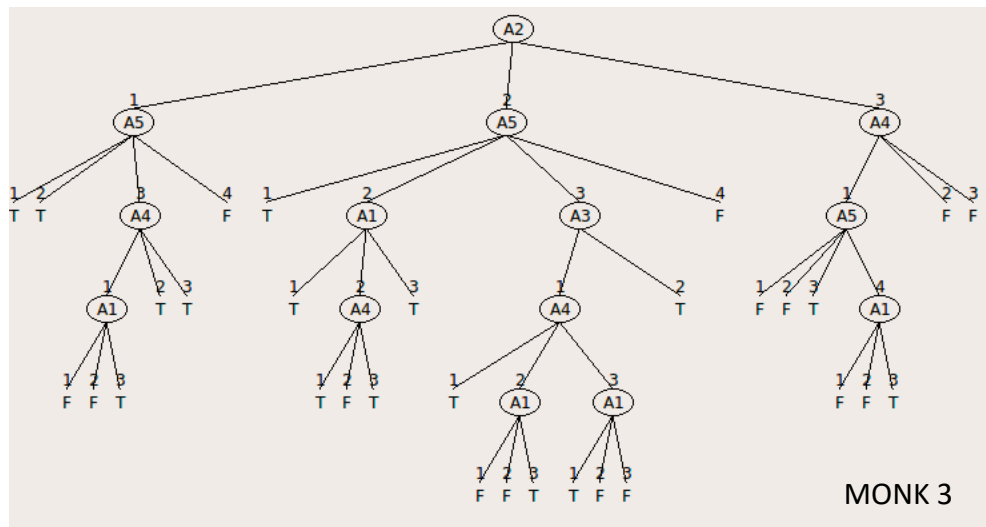 A2
1 2 3
A5 A5 A4
1 2 3 4 1 2 3 4 1 2 3
T T A4 F T A1 A3 F A5 F F
1 2 3 1 2 3 1 2 1 2 3 4
A1 T T T A4 T A4 T F F T A1
1 2 3 1 2 3 1 2 3 1 2 3
F F T T F T T A1 A1 F F T
1 2 3 1 2 3
F F T T F F
MONK 3